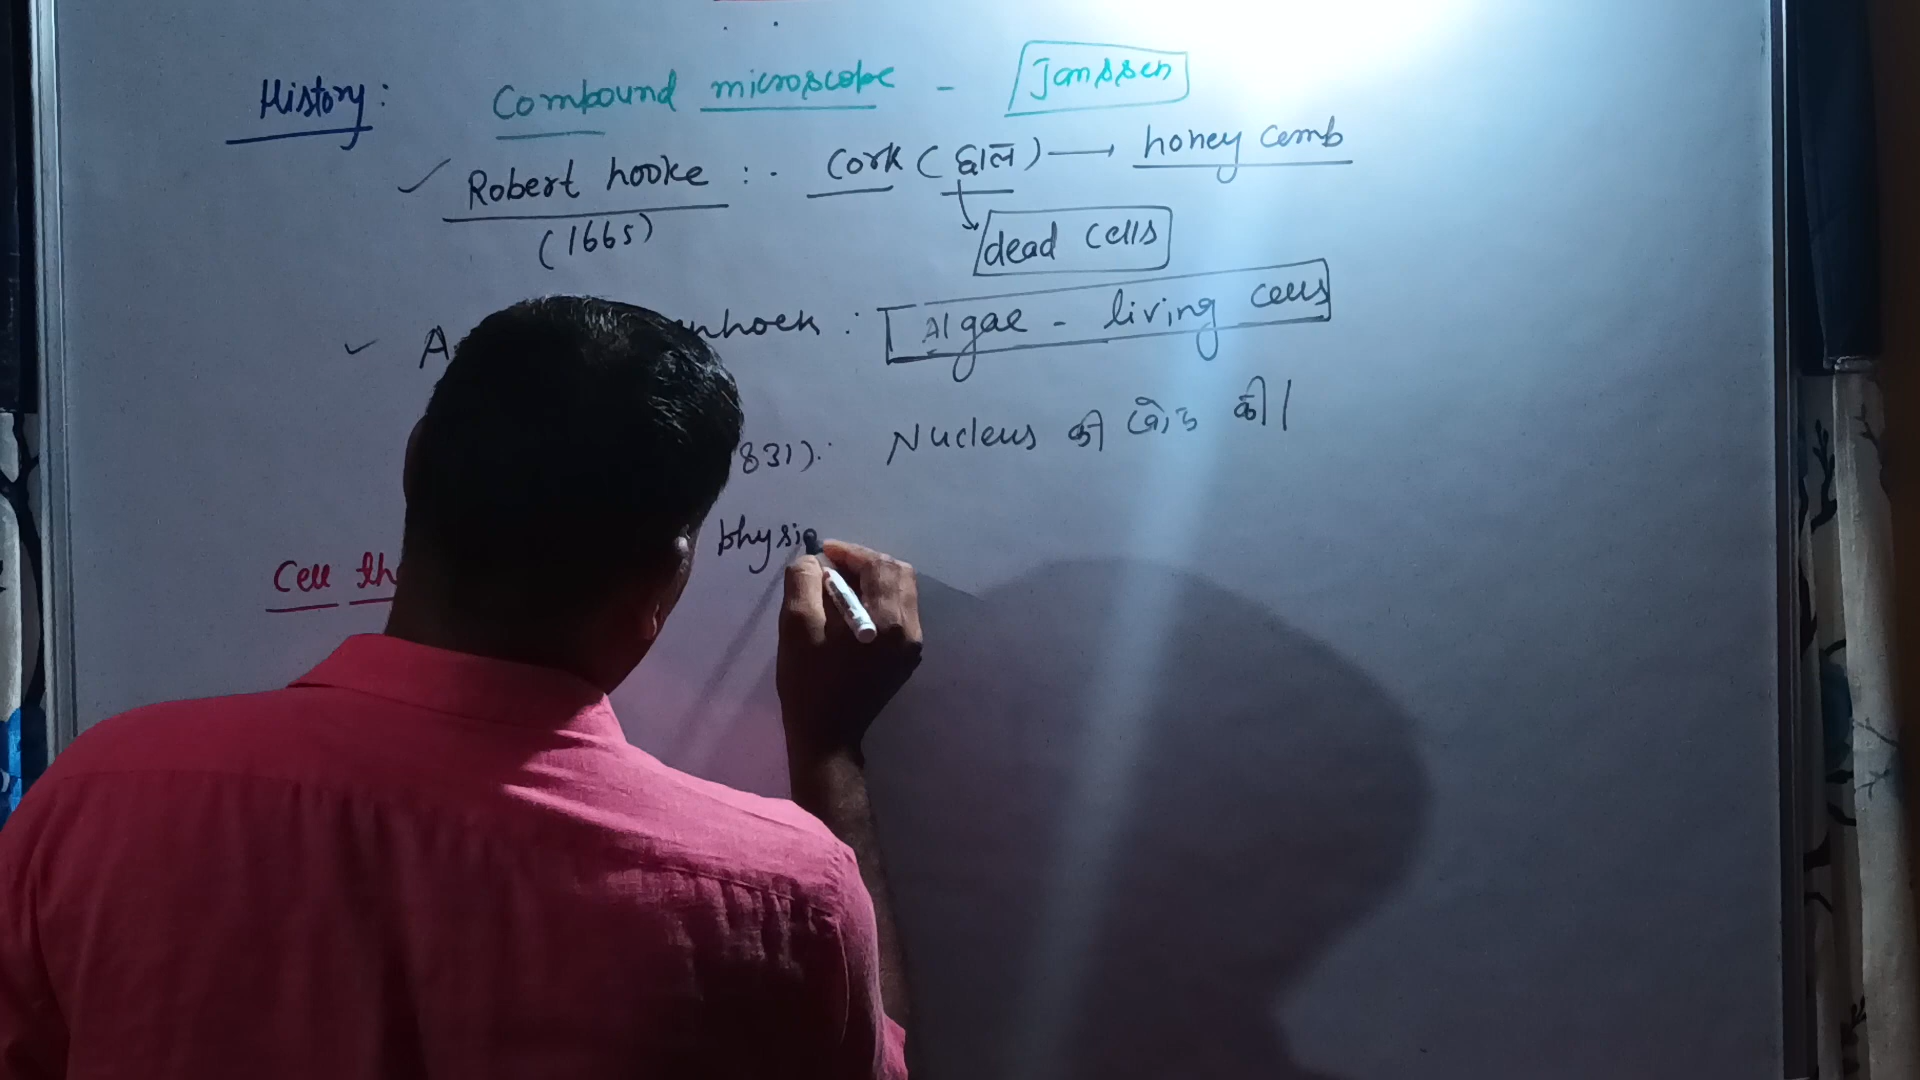 History: Compound microscope - Janssen
✓ Robert hooke :. Cork (छाल) → honey comb
(1665)
dead cells
✓ A nhoek : Algae - living cells
831). Nucleus की खोज की।
physio
Cell th